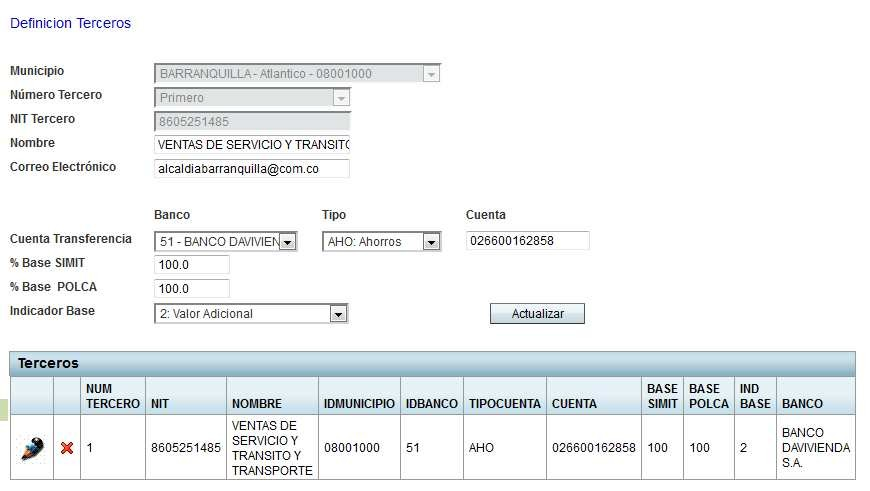 Definicion Terceros
Municipio BARRANQUILLA - Atlantico - 08001000
Número Tercero Primero
NIT Tercero 8605251485
Nombre VENTAS DE SERVICIO Y TRANSITO
Correo Electrónico alcaldiabarranquilla@com.co
Banco Tipo Cuenta
Cuenta Transferencia 51 - BANCO DAVIVIEN AHO: Ahorros 026600162858
% Base SIMIT 100.0
% Base POLCA 100.0
Indicador Base 2: Valor Adicional Actualizar
Terceros
NUM TERCERO NIT NOMBRE IDMUNICIPIO IDBANCO TIPOCUENTA CUENTA BASE SIMIT BASE POLCA IND BASE BANCO
1 8605251485 VENTAS DE SERVICIO Y TRANSITO Y TRANSPORTE 08001000 51 AHO 026600162858 100 100 2 BANCO DAVIVIENDA S.A.